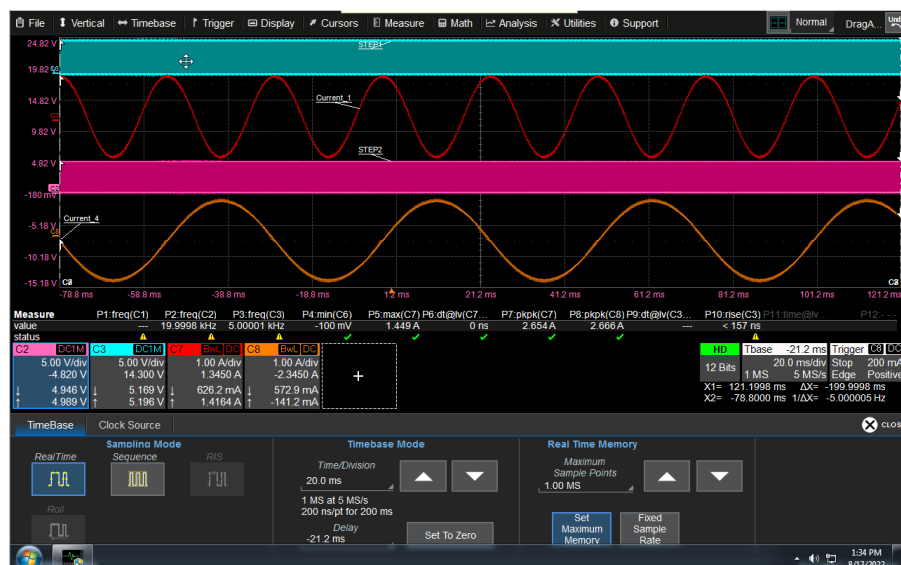 File Vertical Timebase Trigger Display Cursors Measure Math Analysis Utilities Support Normal DragA... Und
24.82 V
STEP1
19.82
14.82 V
Current_1
9.82 V
STEP2
4.82 V
-180 mV
Current_4
-5.18 V
-10.18 V
-15.18 V
-78.8 ms -58.8 ms -38.8 ms -18.8 ms 1.2 ms 21.2 ms 41.2 ms 61.2 ms 81.2 ms 101.2 ms 121.2 ms
Measure P1:freq(C1) P2:freq(C2) P3:freq(C3) P4:min(C6) P5:max(C7) P6:dt@lv(C7... P7:pkpk(C7) P8:pkpk(C8) P9:dt@lv(C3... P10:rise(C3) P11:time@lv... P12:- - -
value --- 19.9998 kHz 5.00001 kHz -100 mV 1.449 A 0 ns 2.654 A 2.666 A --- < 157 ns
status
C2 DC1M C3 DC1M C7 BwL DC C8 BwL DC
5.00 V/div 5.00 V/div 1.00 A/div 1.00 A/div
-4.820 V 14.300 V 1.3450 A -2.3450 A
↓ 4.946 V ↓ 5.169 V ↓ 626.2 mA ↓ 572.9 mA
↑ 4.989 V ↑ 5.196 V ↑ 1.4164 A ↑ -141.2 mA
+
HD Tbase -21.2 ms Trigger C8 DC
12 Bits 20.0 ms/div Stop 200 mA
1 MS 5 MS/s Edge Positive
X1= 121.1998 ms ΔX= -199.9998 ms
X2= -78.8000 ms 1/ΔX= -5.000005 Hz
TimeBase Clock Source CLOS
Sampling Mode
RealTime Sequence RIS
Roll
Timebase Mode
Time/Division
20.0 ms
1 MS at 5 MS/s
200 ns/pt for 200 ms
Delay
-21.2 ms
Set To Zero
Real Time Memory
Maximum
Sample Points
1.00 MS
Set
Maximum
Memory
Fixed
Sample
Rate
1:34 PM
8/17/2022